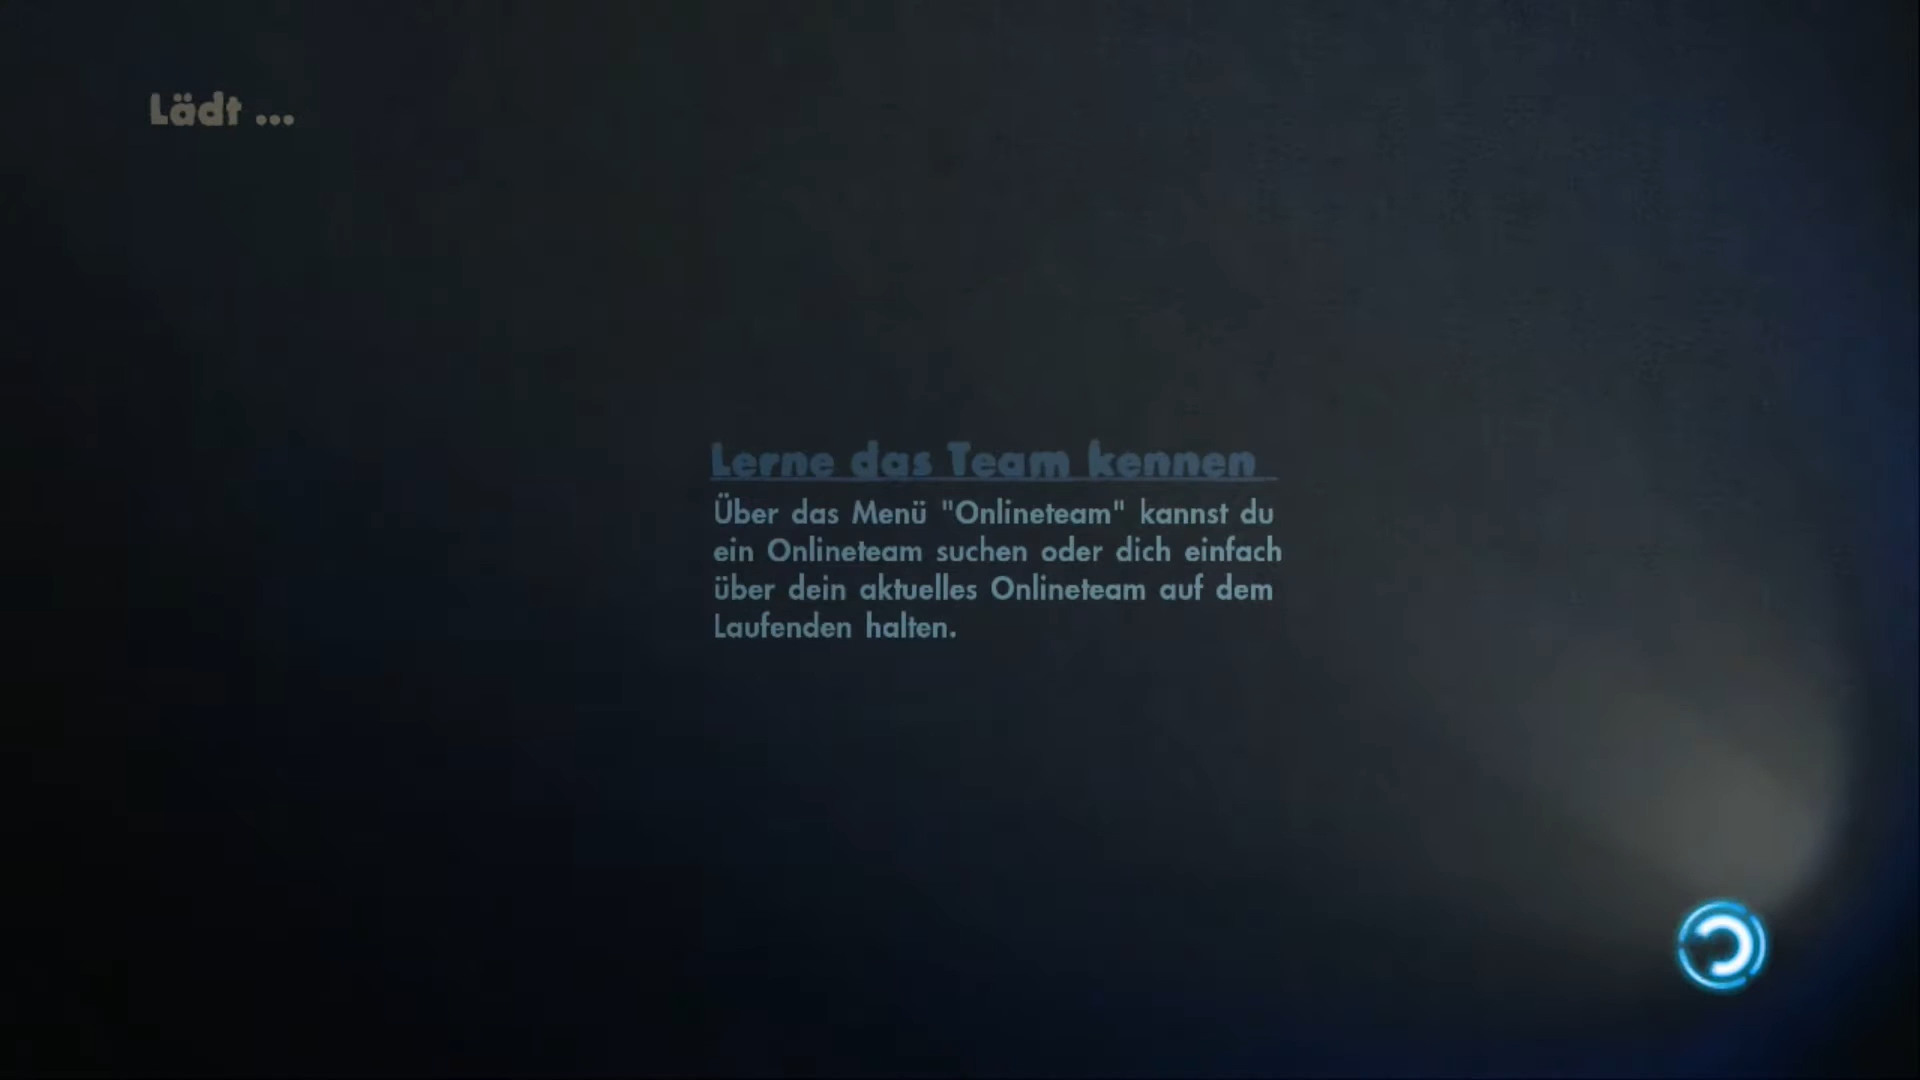 Lädt ...
Lerne das Team kennen
Über das Menü "Onlineteam" kannst du
ein Onlineteam suchen oder dich einfach
über dein aktuelles Onlineteam auf dem
Laufenden halten.